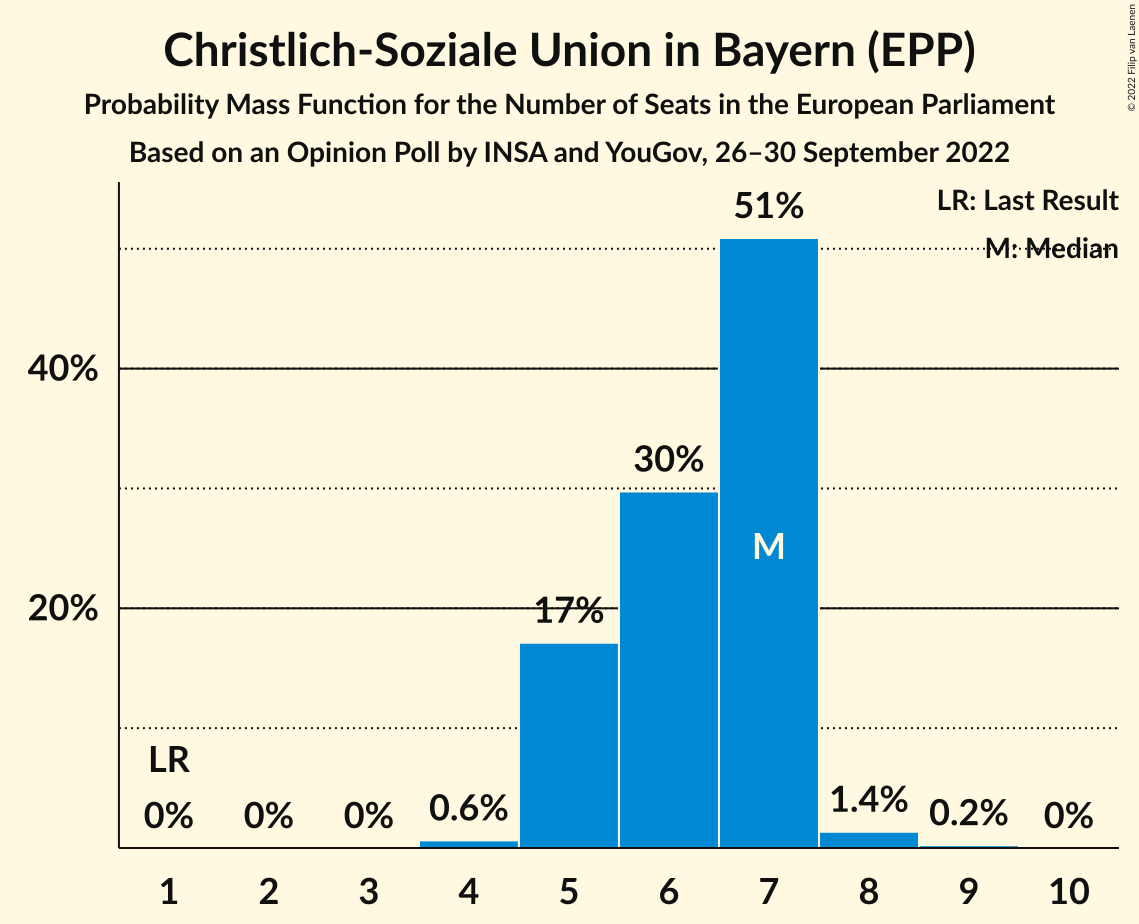 Christlich-Soziale Union in Bayern (EPP)
Probability Mass Function for the Number of Seats in the European Parliament
Based on an Opinion Poll by INSA and YouGov, 26–30 September 2022
© 2022 Filip van Laenen
LR: Last Result
M: Median
51%
40%
30%
M
20%
17%
LR
0% 0% 0% 0.6% 1.4% 0.2% 0%
1 2 3 4 5 6 7 8 9 10